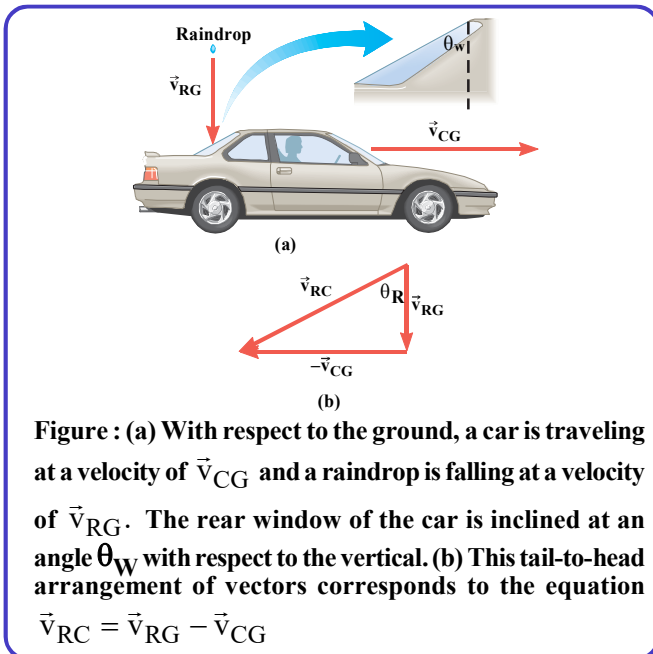 Raindrop
θw
v⃗RG
v⃗CG
(a)
v⃗RC
θR
v⃗RG
−v⃗CG
(b)
Figure : (a) With respect to the ground, a car is traveling
at a velocity of v⃗CG and a raindrop is falling at a velocity
of v⃗RG. The rear window of the car is inclined at an
angle θW with respect to the vertical. (b) This tail-to-head
arrangement of vectors corresponds to the equation
v⃗RC = v⃗RG − v⃗CG